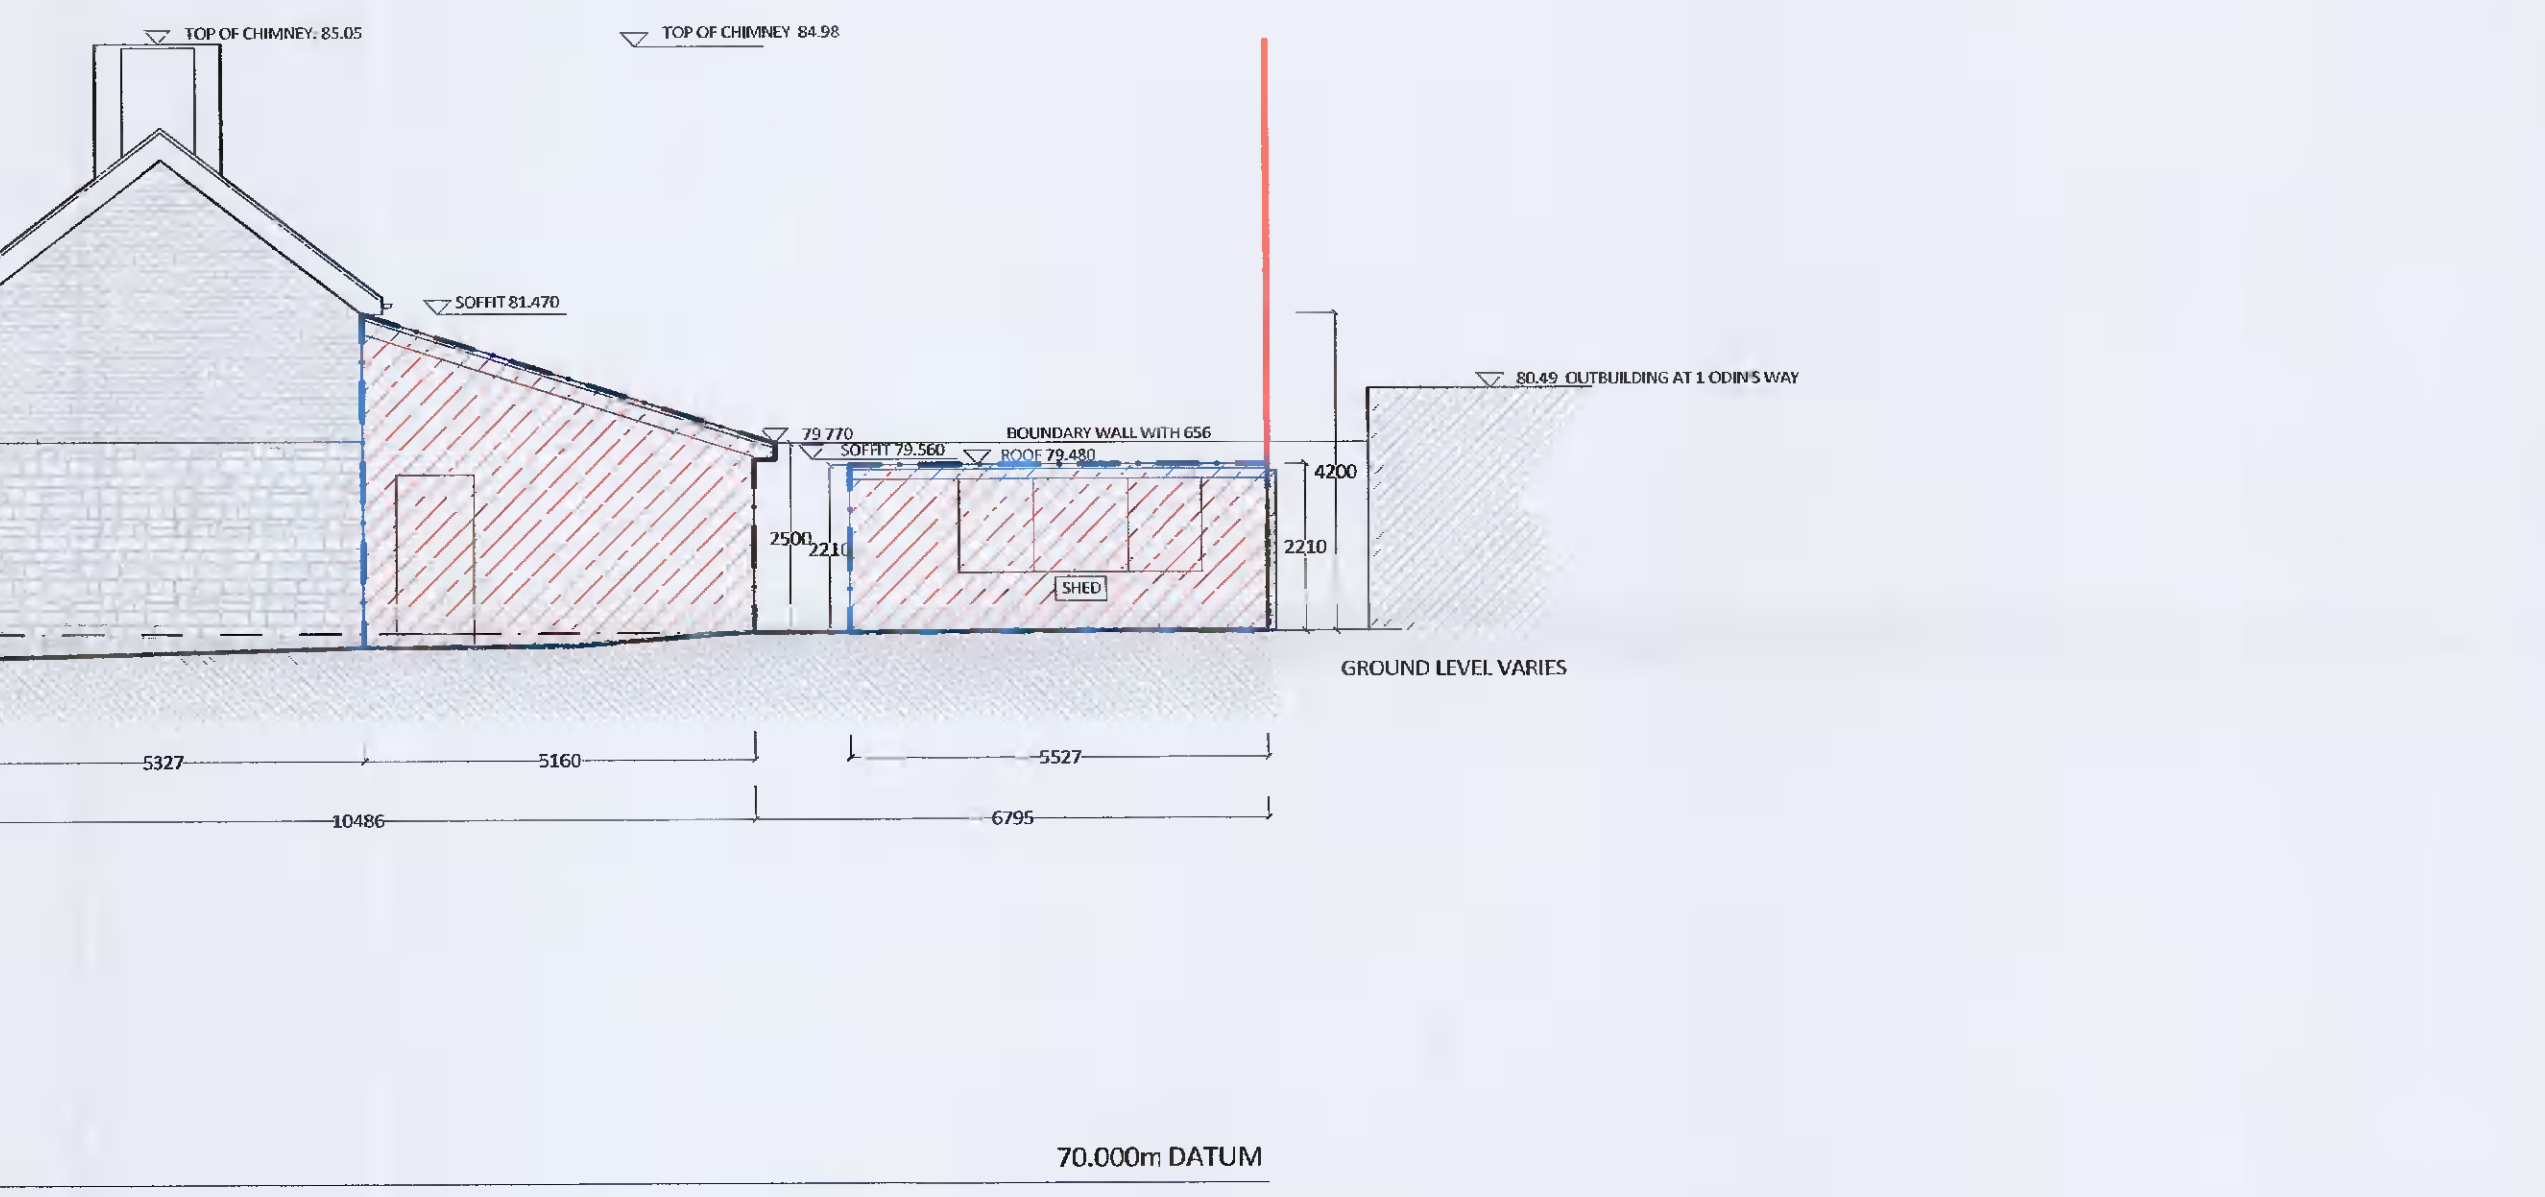 TOP OF CHIMNEY: 85.05
TOP OF CHIMNEY 84.98
SOFFIT 81.470
80.49 OUTBUILDING AT 1 ODIN'S WAY
79 770
BOUNDARY WALL WITH 656
SOFFIT 79.560
ROOF 79.480
4200
2500
2210
2210
SHED
GROUND LEVEL VARIES
5327
5160
5527
10486
6795
70.000m DATUM